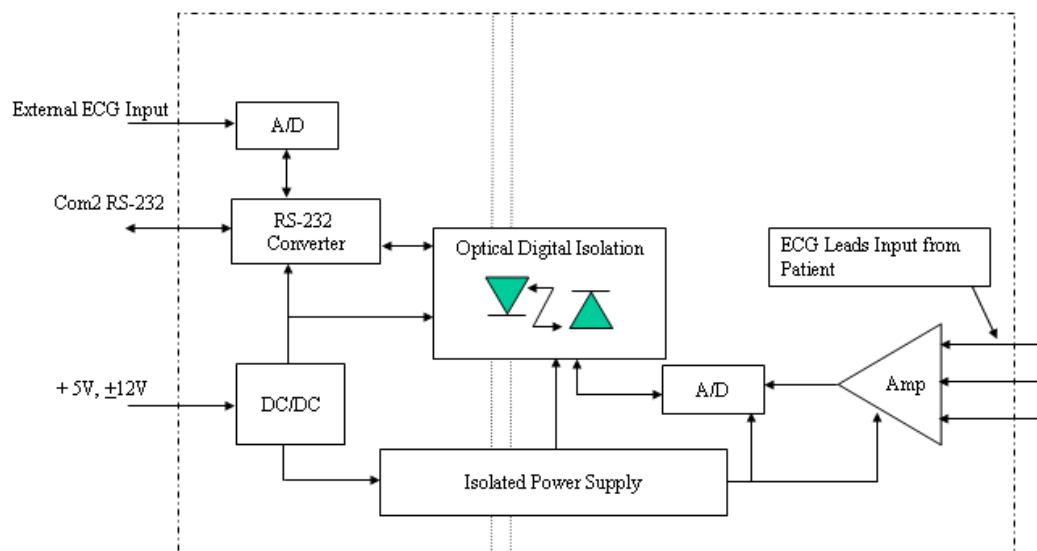 External ECG Input
A/D
Com2 RS-232
RS-232
Converter
Optical Digital Isolation
ECG Leads Input from
Patient
+ 5V, ±12V
DC/DC
A/D
Amp
Isolated Power Supply